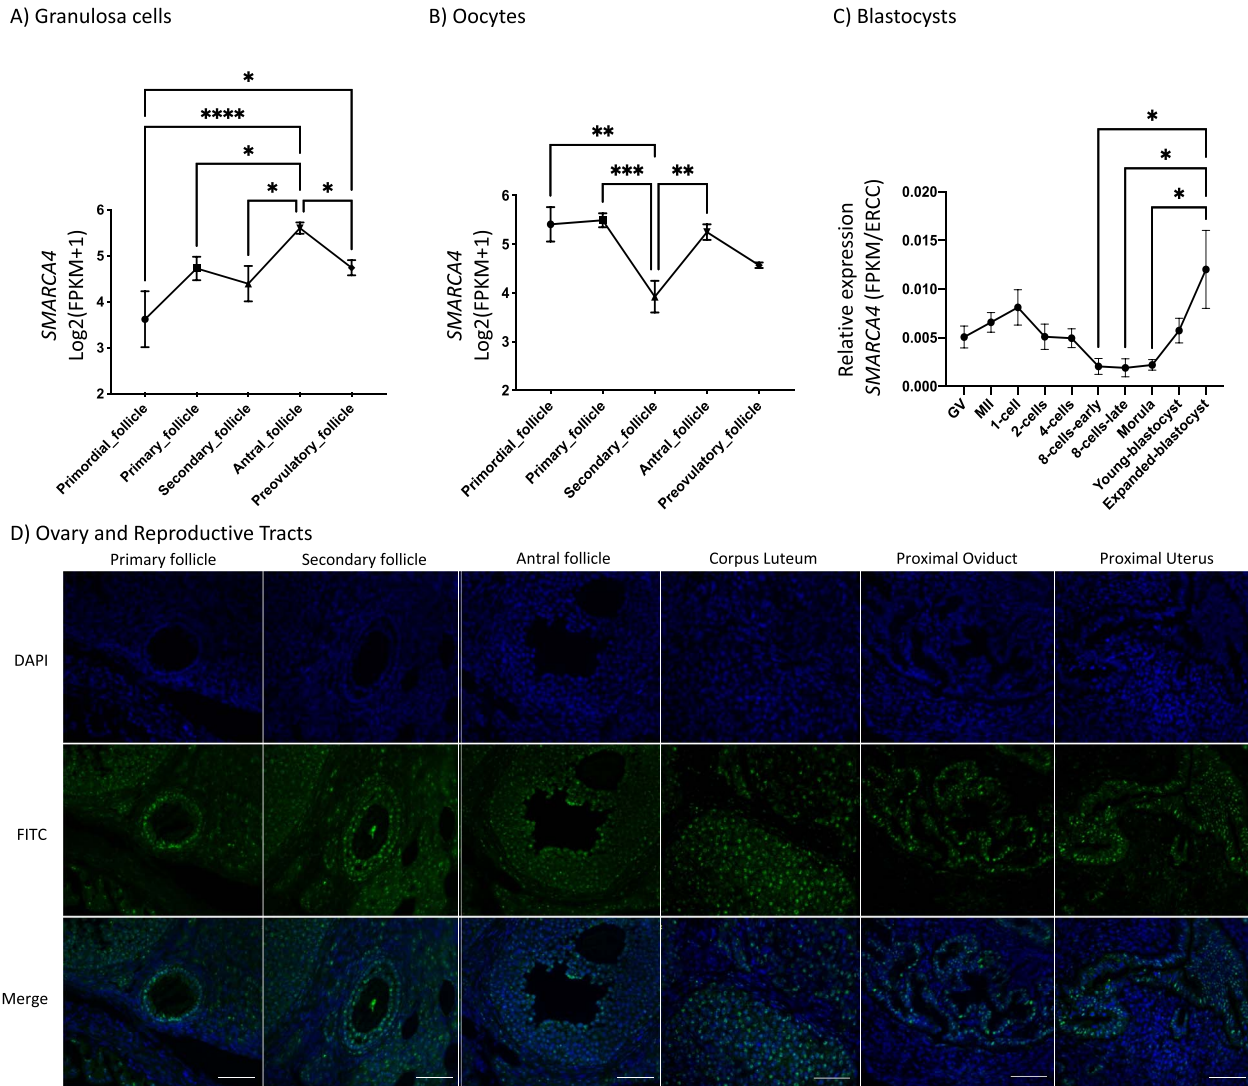 A) Granulosa cells
B) Oocytes
C) Blastocysts
*
****
*
* *
SMARCA4
Log2(FPKM+1)
6
5
4
3
2
Primordial_follicle
Primary_follicle
Secondary_follicle
Antral_follicle
Preovulatory_follicle
**
*** **
SMARCA4
Log2(FPKM+1)
6
5
4
3
2
Primordial_follicle
Primary_follicle
Secondary_follicle
Antral_follicle
Preovulatory_follicle
*
*
*
Relative expression
SMARCA4 (FPKM/ERCC)
0.020
0.015
0.010
0.005
0.000
GV
MII
1-cell
2-cells
4-cells
8-cells-early
8-cells-late
Morula
Young-blastocyst
Expanded-blastocyst
D) Ovary and Reproductive Tracts
Primary follicle
Secondary follicle
Antral follicle
Corpus Luteum
Proximal Oviduct
Proximal Uterus
DAPI
FITC
Merge